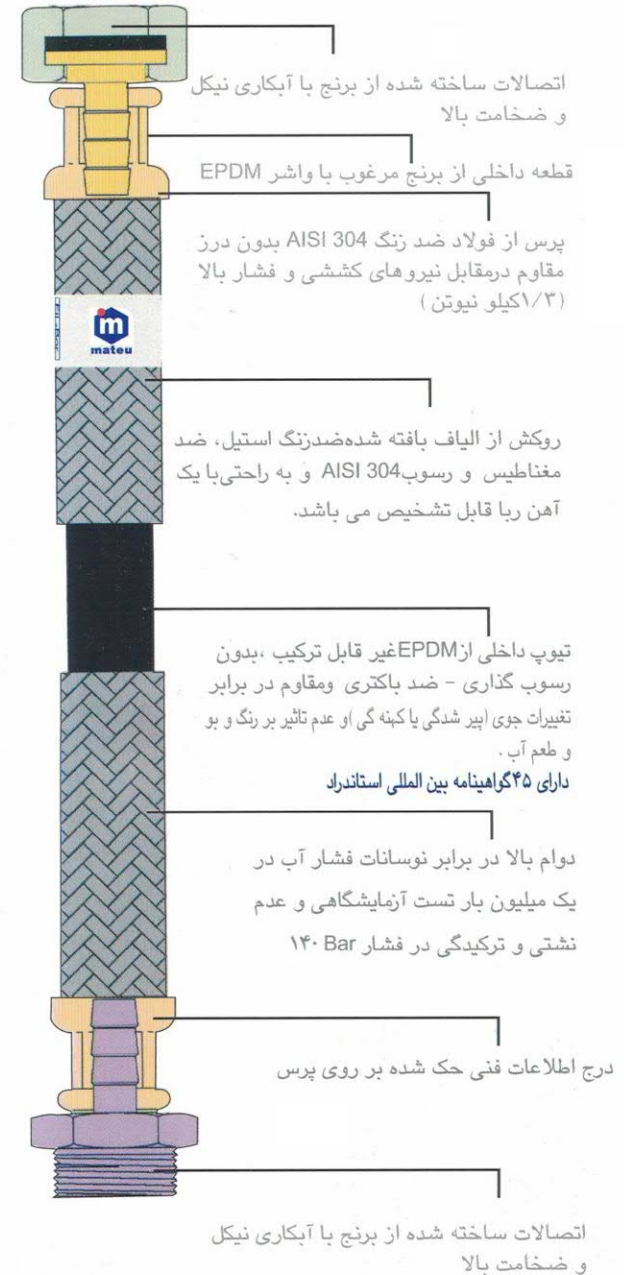 اتصالات ساخته شده از برنج با آبکاری نیکل
و ضخامت بالا
قطعه داخلی از برنج مرغوب با واشر EPDM
پرس از فولاد ضد زنگ AISI 304 بدون درز
مقاوم درمقابل نیروهای کششی و فشار بالا
(۱/۳کیلو نیوتن )
m
mateu
روکش از الیاف بافته شدهضدزنگ استیل، ضد
مغناطیس و رسوبAISI 304 و به راحتی‌با یک
آهن ربا قابل تشخیص می باشد.
تیوپ داخلی ازEPDMغیر قابل ترکیب ،بدون
رسوب گذاری - ضد باکتری ومقاوم در برابر
تغییرات جوی (پیر شدگی یا کهنه گی )و عدم تاثیر بر رنگ و بو
و طعم آب .
دارای ۴۵گواهینامه بین المللی استاندراد
دوام بالا در برابر نوسانات فشار آب در
یک میلیون بار تست آزمایشگاهی و عدم
نشتی و ترکیدگی در فشار ۱۴۰ Bar
درج اطلاعات فنی حک شده بر روی پرس
اتصالات ساخته شده از برنج با آبکاری نیکل
و ضخامت بالا